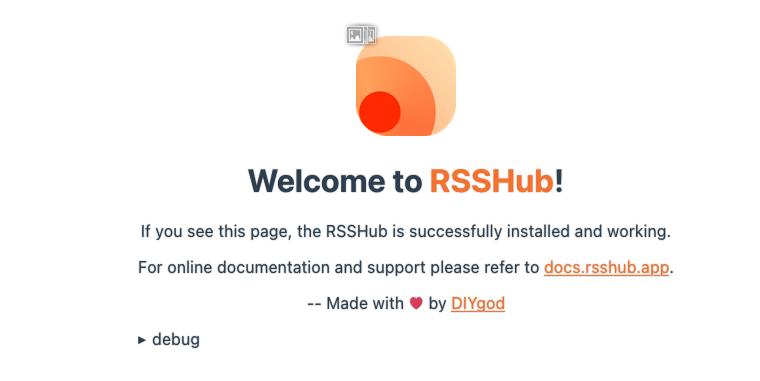 Welcome to RSSHub!
If you see this page, the RSSHub is successfully installed and working.
For online documentation and support please refer to docs.rsshub.app.
-- Made with ❤️ by DIYgod
▸ debug